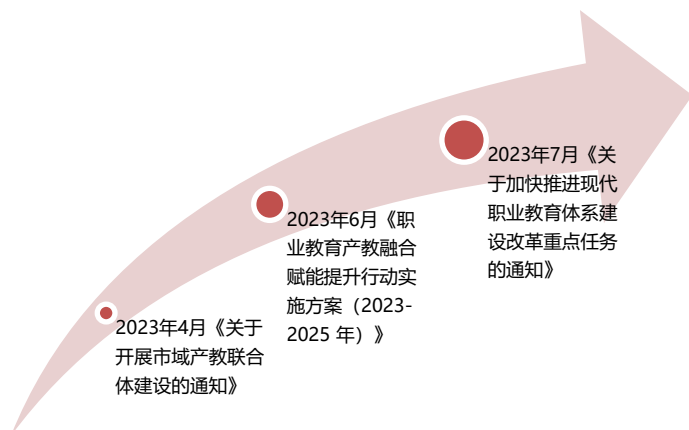 2023年4月《关于
开展市域产教联合
体建设的通知》
2023年6月《职
业教育产教融合
赋能提升行动实
施方案（2023-
2025 年）》
2023年7月《关
于加快推进现代
职业教育体系建
设改革重点任务
的通知》